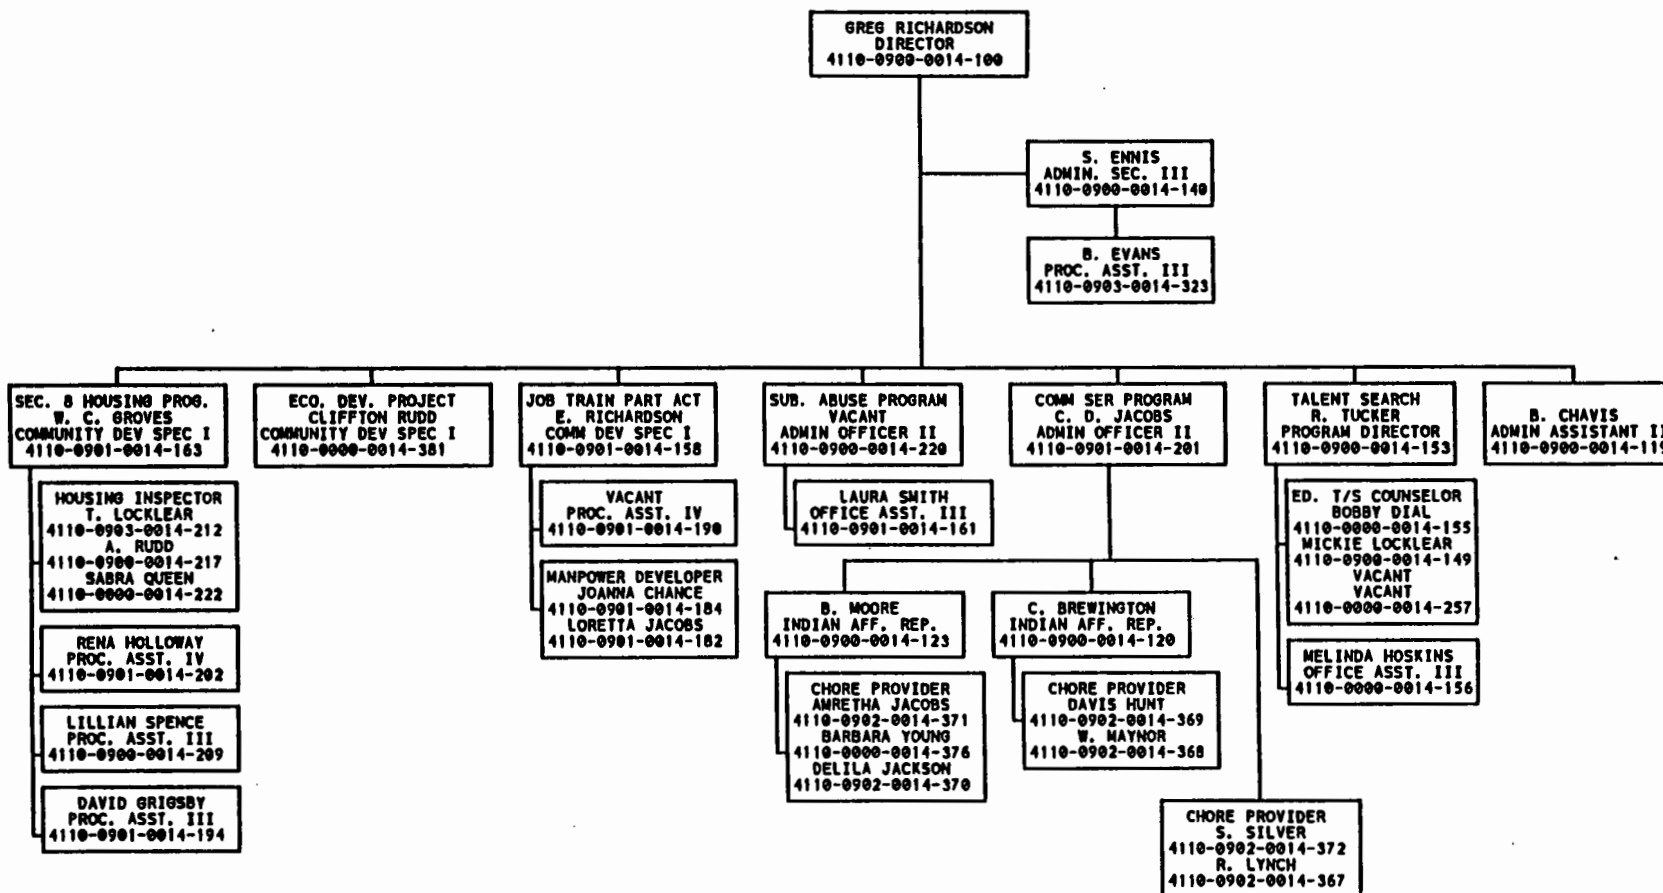 GREG RICHARDSON
DIRECTOR
4110-0900-0014-100
S. ENNIS
ADMIN. SEC. III
4110-0900-0014-140
B. EVANS
PROC. ASST. III
4110-0903-0014-323
SEC. 8 HOUSING PROG.
W. C. GROVES
COMMUNITY DEV SPEC I
4110-0901-0014-163
HOUSING INSPECTOR
T. LOCKLEAR
4110-0903-0014-212
A. RUDD
4110-0900-0014-217
SABRA QUEEN
4110-0000-0014-222
RENA HOLLOWAY
PROC. ASST. IV
4110-0901-0014-202
LILLIAN SPENCE
PROC. ASST. III
4110-0900-0014-209
DAVID GRIGSBY
PROC. ASST. III
4110-0901-0014-194
ECO. DEV. PROJECT
CLIFFTON RUDD
COMMUNITY DEV SPEC I
4110-0000-0014-381
JOB TRAIN PART ACT
E. RICHARDSON
COMM DEV SPEC I
4110-0901-0014-158
VACANT
PROC. ASST. IV
4110-0901-0014-190
MANPOWER DEVELOPER
JOANNA CHANCE
4110-0901-0014-184
LORETTA JACOBS
4110-0901-0014-182
SUB. ABUSE PROGRAM
VACANT
ADMIN OFFICER II
4110-0900-0014-220
LAURA SMITH
OFFICE ASST. III
4110-0901-0014-161
COMM SER PROGRAM
C. D. JACOBS
ADMIN OFFICER II
4110-0901-0014-201
B. MOORE
INDIAN AFF. REP.
4110-0900-0014-123
CHORE PROVIDER
AMRETHA JACOBS
4110-0902-0014-371
BARBARA YOUNG
4110-0000-0014-376
DELILA JACKSON
4110-0902-0014-370
C. BREWINGTON
INDIAN AFF. REP.
4110-0900-0014-120
CHORE PROVIDER
DAVIS HUNT
4110-0902-0014-369
W. MAYNOR
4110-0902-0014-368
CHORE PROVIDER
S. SILVER
4110-0902-0014-372
R. LYNCH
4110-0902-0014-367
TALENT SEARCH
R. TUCKER
PROGRAM DIRECTOR
4110-0900-0014-153
ED. T/S COUNSELOR
BOBBY DIAL
4110-0000-0014-155
MICKIE LOCKLEAR
4110-0900-0014-149
VACANT
VACANT
4110-0000-0014-257
MELINDA HOSKINS
OFFICE ASST. III
4110-0000-0014-156
B. CHAVIS
ADMIN ASSISTANT II
4110-0900-0014-119